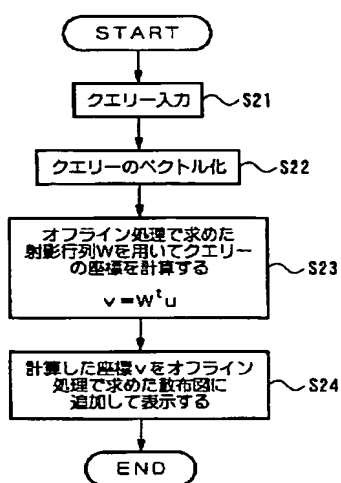 START
クエリー入力
S21
クエリーのベクトル化
S22
オフライン処理で求めた
射影行列Wを用いてクエリー
の座標を計算する
v=Wᵗu
S23
計算した座標vをオフライン
処理で求めた散布図に
追加して表示する
S24
END